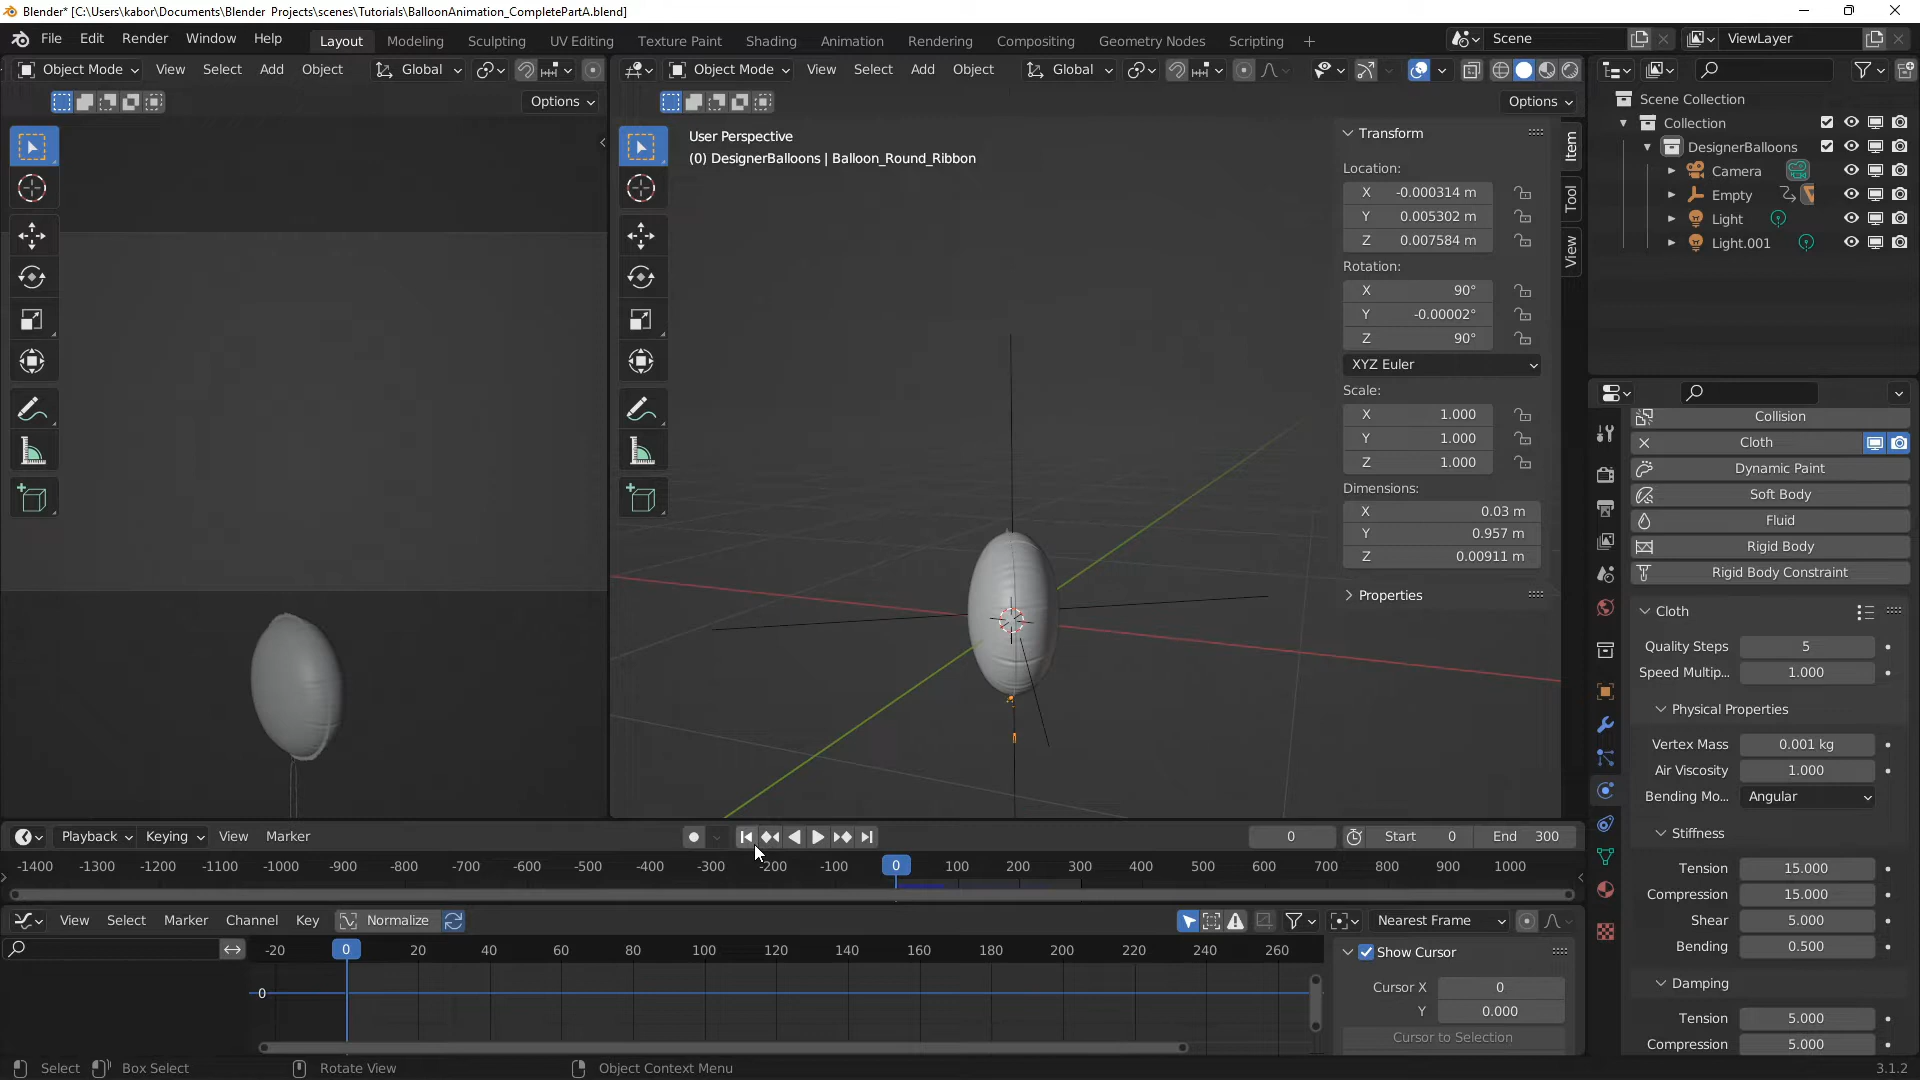 Blender* [C:\Users\kabor\Documents\Blender Projects\scenes\Tutorials\BalloonAnimation_CompletePartA.blend]
File Edit Render Window Help Layout Modeling Sculpting UV Editing Texture Paint Shading Animation Rendering Compositing Geometry Nodes Scripting + Scene ViewLayer
Object Mode View Select Add Object Global Object Mode View Select Add Object Global
Options Options
User Perspective
(0) DesignerBalloons | Balloon_Round_Ribbon
Transform
Location:
X -0.000314 m
Y 0.005302 m
Z 0.007584 m
Rotation:
X 90°
Y -0.00002°
Z 90°
XYZ Euler
Scale:
X 1.000
Y 1.000
Z 1.000
Dimensions:
X 0.03 m
Y 0.957 m
Z 0.00911 m
Properties
Item
Tool
View
Scene Collection
Collection
DesignerBalloons
Camera
Empty
Light
Light.001
Collision
Cloth
Dynamic Paint
Soft Body
Fluid
Rigid Body
Rigid Body Constraint
Cloth
Quality Steps 5
Speed Multip... 1.000
Physical Properties
Vertex Mass 0.001 kg
Air Viscosity 1.000
Bending Mo... Angular
Stiffness
Tension 15.000
Compression 15.000
Shear 5.000
Bending 0.500
Damping
Tension 5.000
Compression 5.000
Playback Keying View Marker 0 Start 0 End 300
-1400 -1300 -1200 -1100 -1000 -900 -800 -700 -600 -500 -400 -300 -200 -100 0 100 200 300 400 500 600 700 800 900 1000
View Select Marker Channel Key Normalize Nearest Frame
-20 0 20 40 60 80 100 120 140 160 180 200 220 240 260
0
Show Cursor
Cursor X 0
Y 0.000
Cursor to Selection
Select Box Select Rotate View Object Context Menu 3.1.2